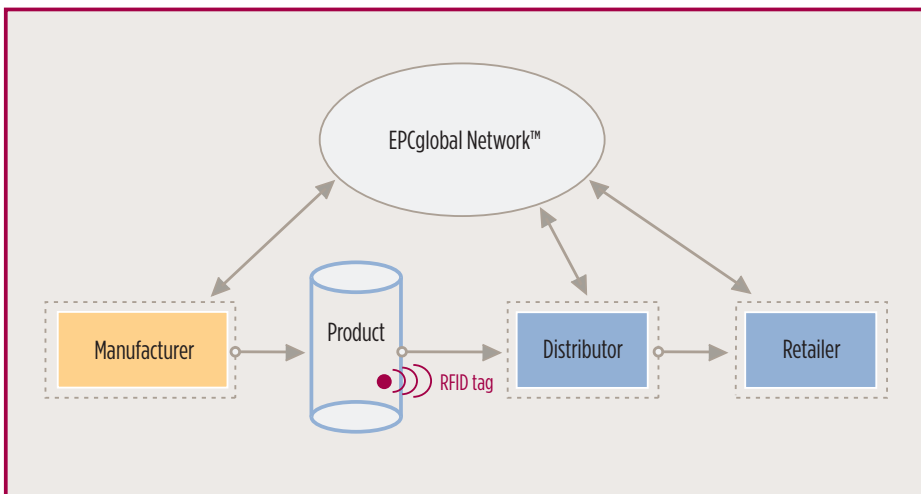 EPCglobal Network™
Product
Manufacturer
Distributor
Retailer
RFID tag